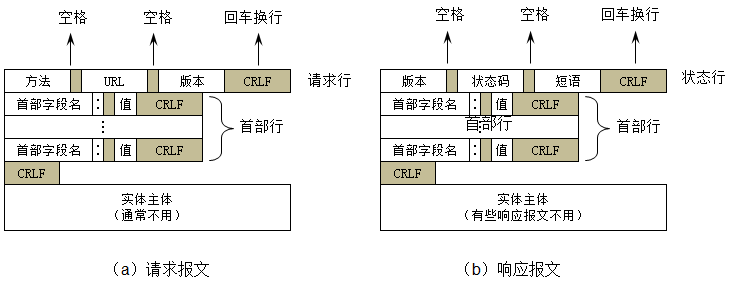 空格 空格 回车换行
方法 URL 版本 CRLF 请求行
首部字段名 : 值 CRLF
⋮ 首部行
首部字段名 : 值 CRLF
CRLF
实体主体
(通常不用)
(a)请求报文
空格 空格 回车换行
版本 状态码 短语 CRLF 状态行
首部字段名 : 值 CRLF
首部行
⋮ 首部行
首部字段名 : 值 CRLF
CRLF
实体主体
(有些响应报文不用)
(b)响应报文